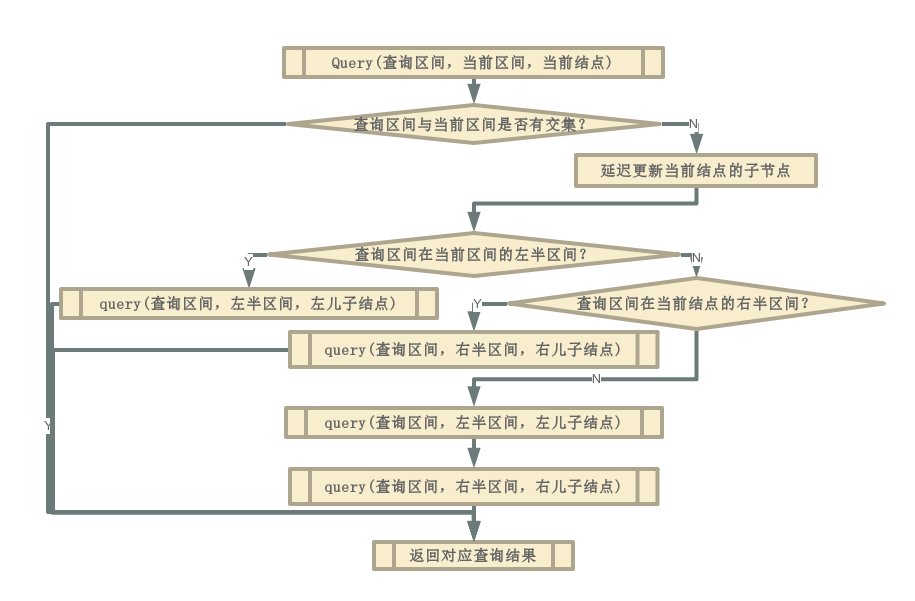 Query(查询区间，当前区间，当前结点)
查询区间与当前区间是否有交集？
N
延迟更新当前结点的子节点
查询区间在当前区间的左半区间？
Y
N
query(查询区间，左半区间，左儿子结点)
查询区间在当前结点的右半区间？
Y
query(查询区间，右半区间，右儿子结点)
N
query(查询区间，左半区间，左儿子结点)
Y
query(查询区间，右半区间，右儿子结点)
返回对应查询结果